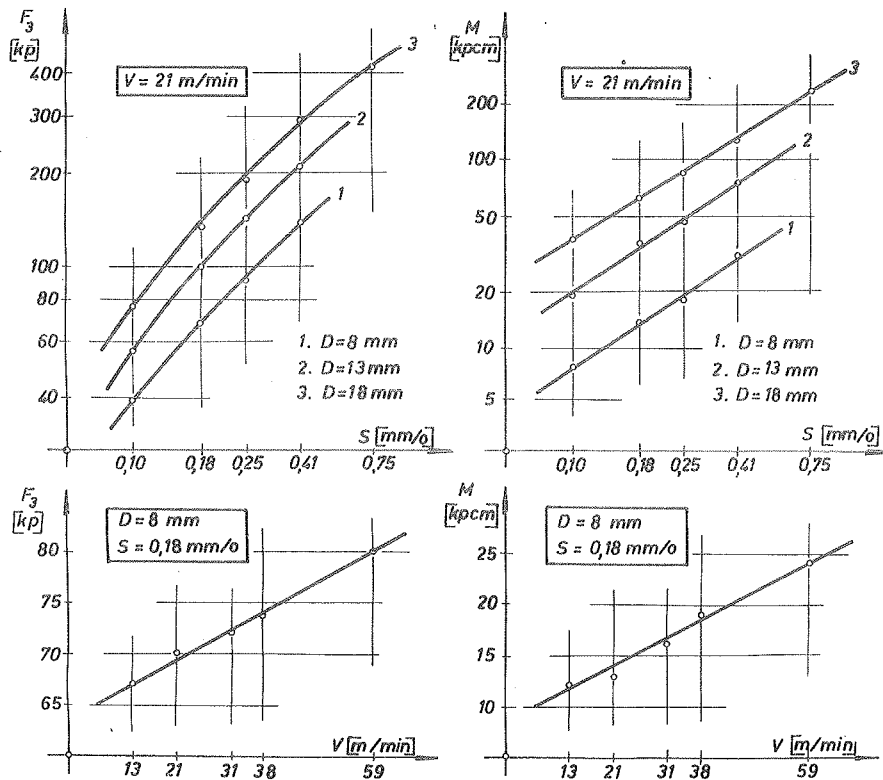 F3
[kp]
V = 21 m/min
400
300
200
100
80
60
40
3
2
1
1. D=8 mm
2. D=13 mm
3. D=18 mm
S [mm/o]
0,10 0,18 0,25 0,41 0,75
M
[kpcm]
V = 21 m/min
200
100
50
20
10
5
3
2
1
1. D=8 mm
2. D=13 mm
3. D=18 mm
S [mm/o]
0,10 0,18 0,25 0,41 0,75
F3
[kp]
D=8 mm
S = 0,18 mm/o
80
75
70
65
V [m/min]
13 21 31 38 59
M
[kpcm]
D=8 mm
S = 0,18 mm/o
25
20
15
10
V [m/min]
13 21 31 38 59